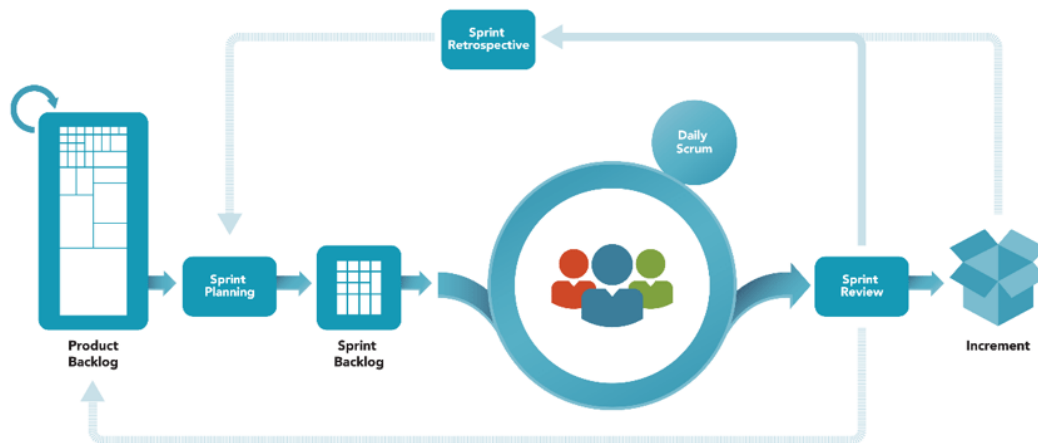 Sprint
Retrospective
Daily
Scrum
Sprint
Planning
Sprint
Review
Product
Backlog
Sprint
Backlog
Increment